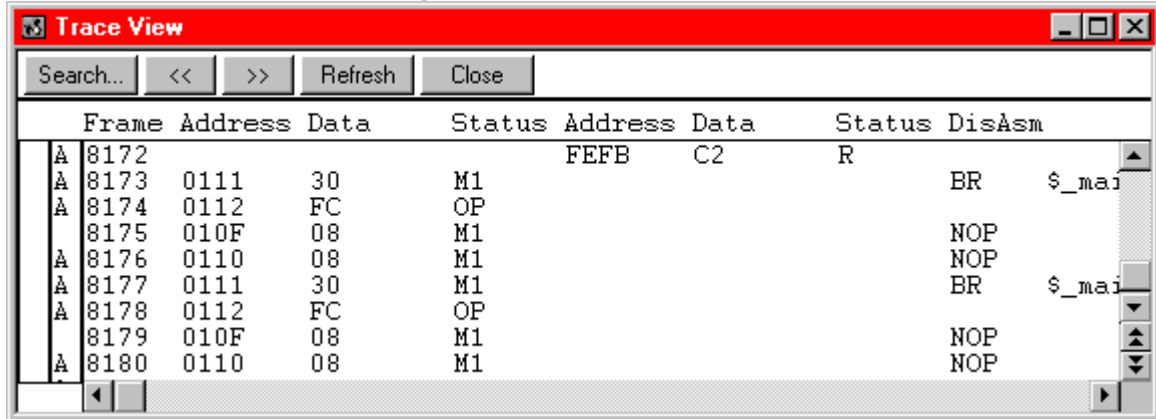 Trace View
Search... << >> Refresh Close
Frame Address Data Status Address Data Status DisAsm
A 8172 FEFB C2 R
A 8173 0111 30 M1 BR $_mai
A 8174 0112 FC OP
8175 010F 08 M1 NOP
A 8176 0110 08 M1 NOP
A 8177 0111 30 M1 BR $_mai
A 8178 0112 FC OP
8179 010F 08 M1 NOP
A 8180 0110 08 M1 NOP